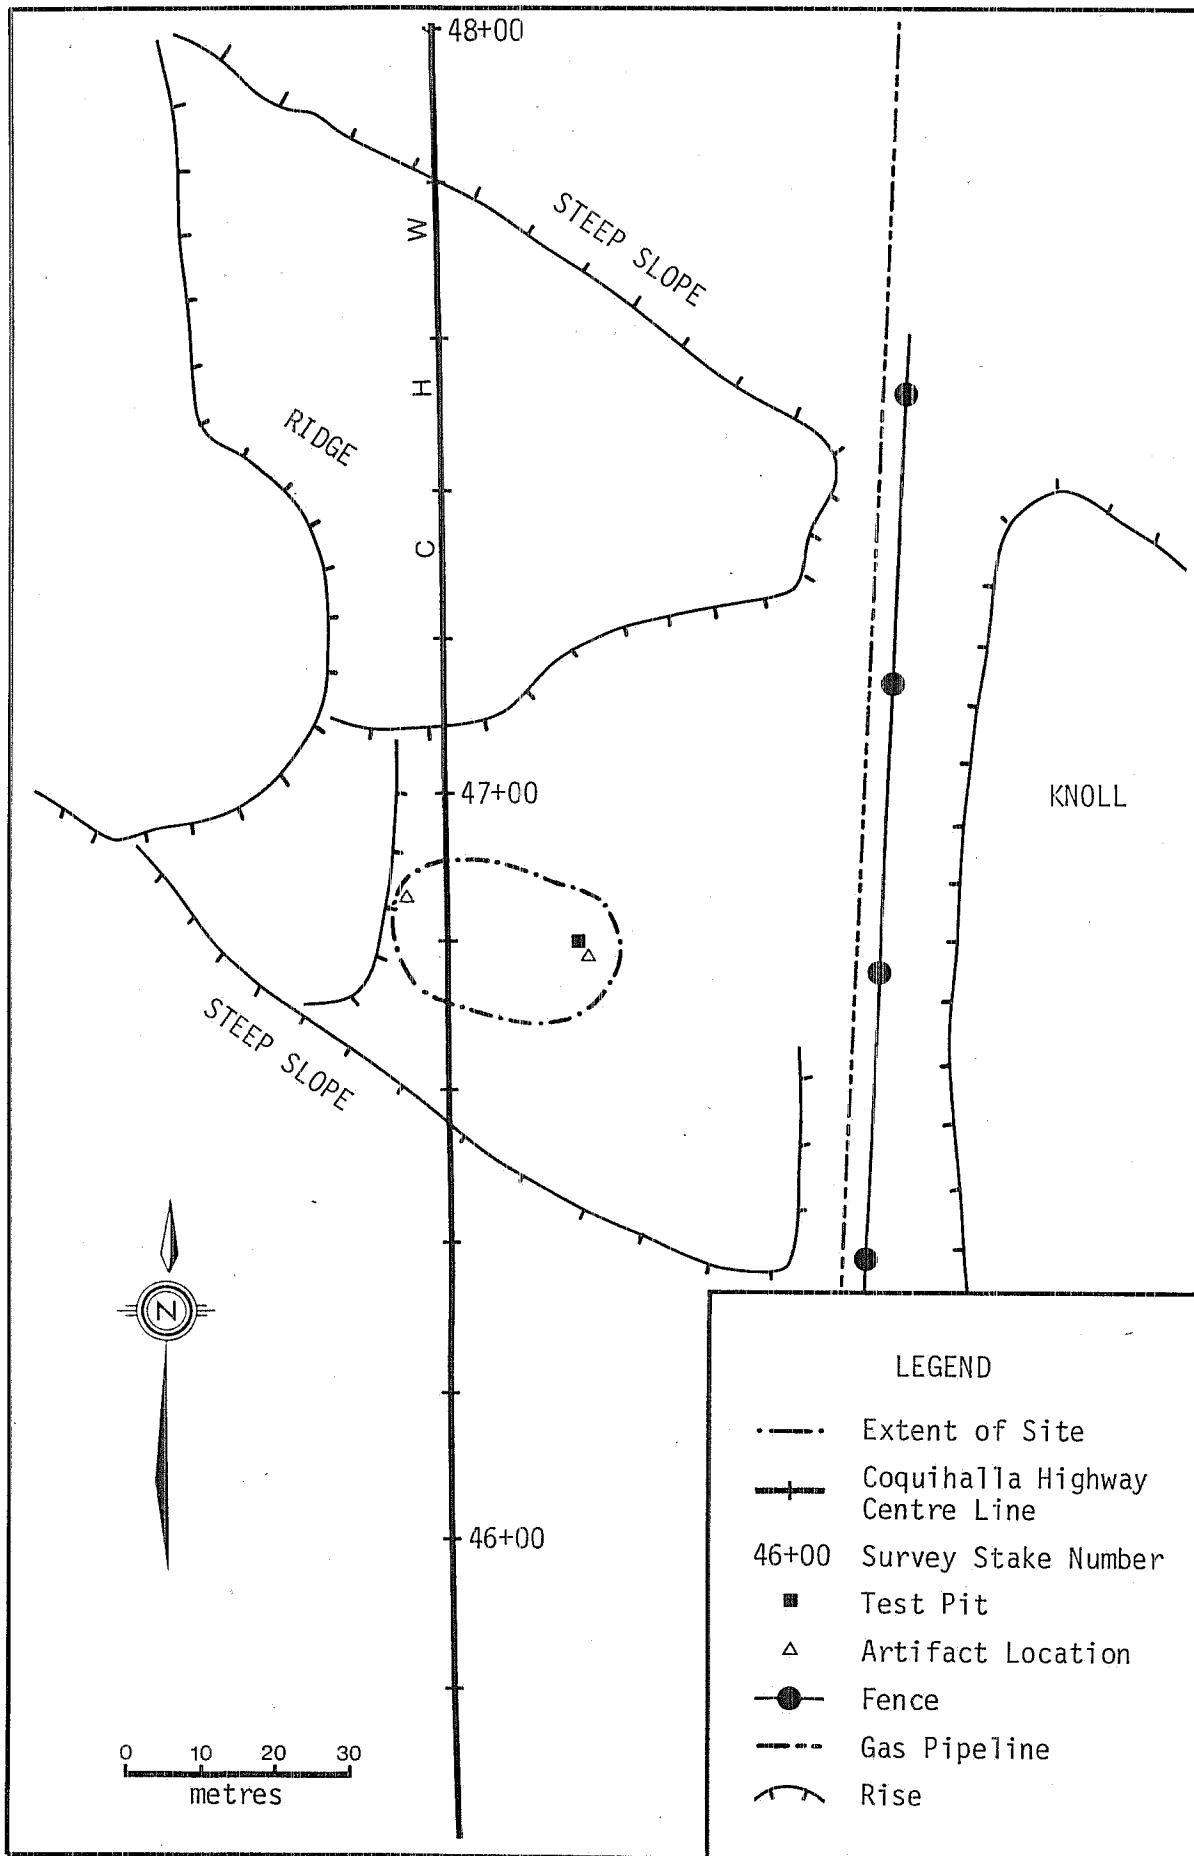 48+00
W
STEEP SLOPE
H
RIDGE
C
47+00
KNOLL
STEEP SLOPE
N
46+00
0 10 20 30
metres
LEGEND
Extent of Site
Coquihalla Highway
Centre Line
46+00 Survey Stake Number
Test Pit
Artifact Location
Fence
Gas Pipeline
Rise